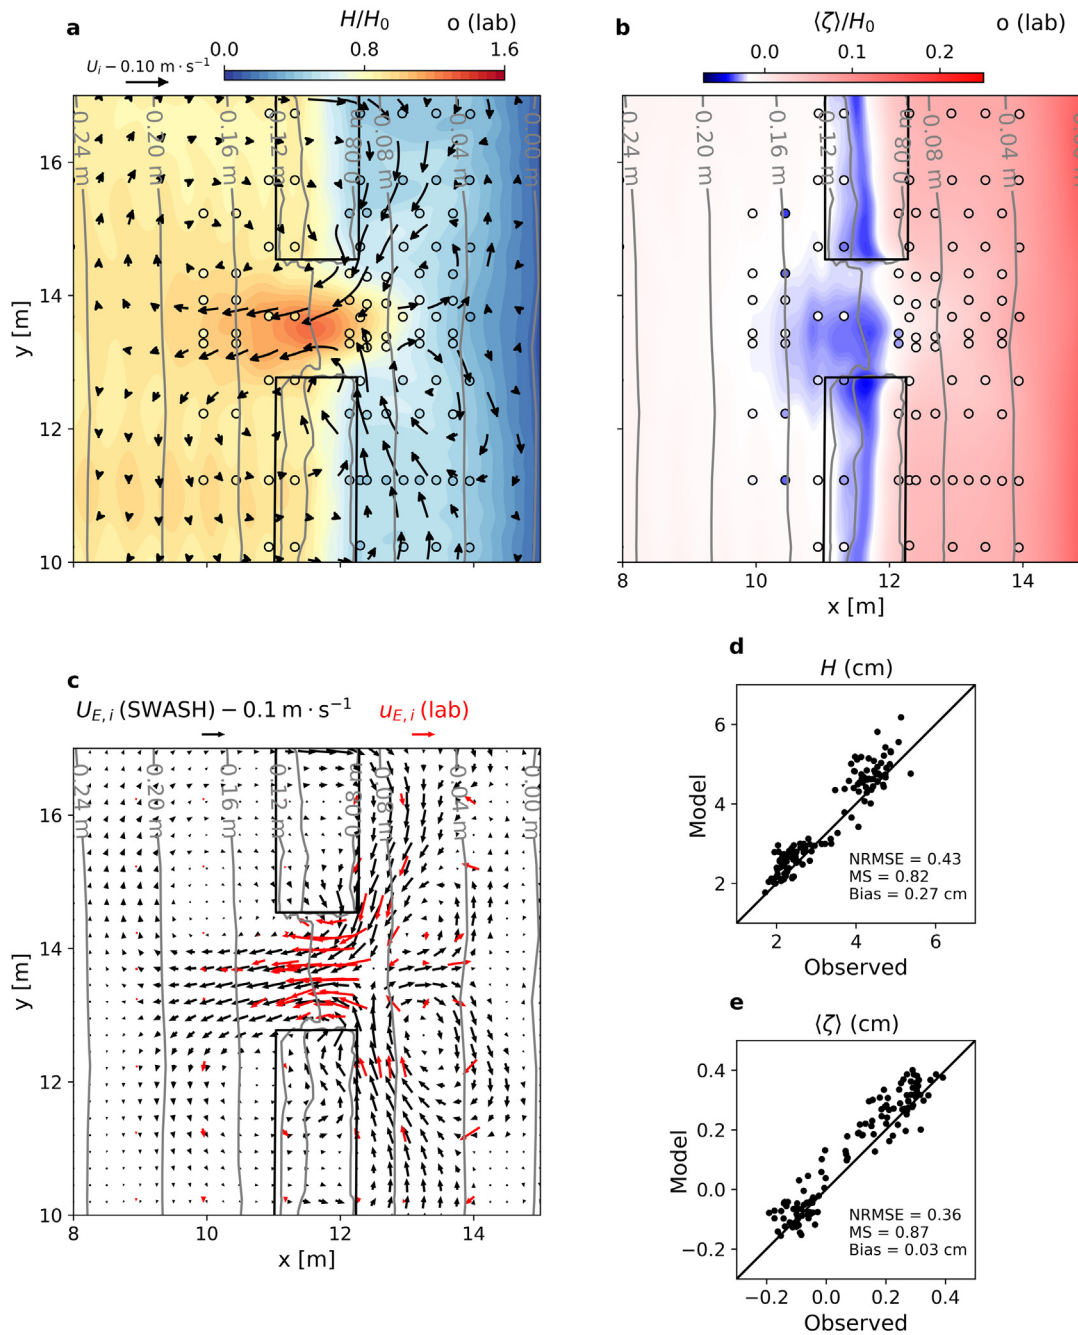 a
H/H₀
o (lab)
0.0 0.8 1.6
Uᵢ − 0.10 m · s⁻¹
0.24 m
0.20 m
0.16 m
0.12 m
0.08 m
0.08 m
0.04 m
0.00 m
16
14
12
10
y [m]
b
⟨ζ⟩/H₀
o (lab)
0.0 0.1 0.2
0.24 m
0.20 m
0.16 m
0.12 m
0.08 m
0.08 m
0.04 m
8 10 12 14
x [m]
c
U_{E,i} (SWASH) − 0.1 m · s⁻¹
u_{E,i} (lab)
0.24 m
0.20 m
0.16 m
0.12 m
0.08 m
0.08 m
0.04 m
0.00 m
16
14
12
10
y [m]
8 10 12 14
x [m]
d
H (cm)
6
4
2
Model
NRMSE = 0.43
MS = 0.82
Bias = 0.27 cm
2 4 6
Observed
e
⟨ζ⟩ (cm)
0.4
0.2
0.0
−0.2
Model
NRMSE = 0.36
MS = 0.87
Bias = 0.03 cm
−0.2 0.0 0.2 0.4
Observed